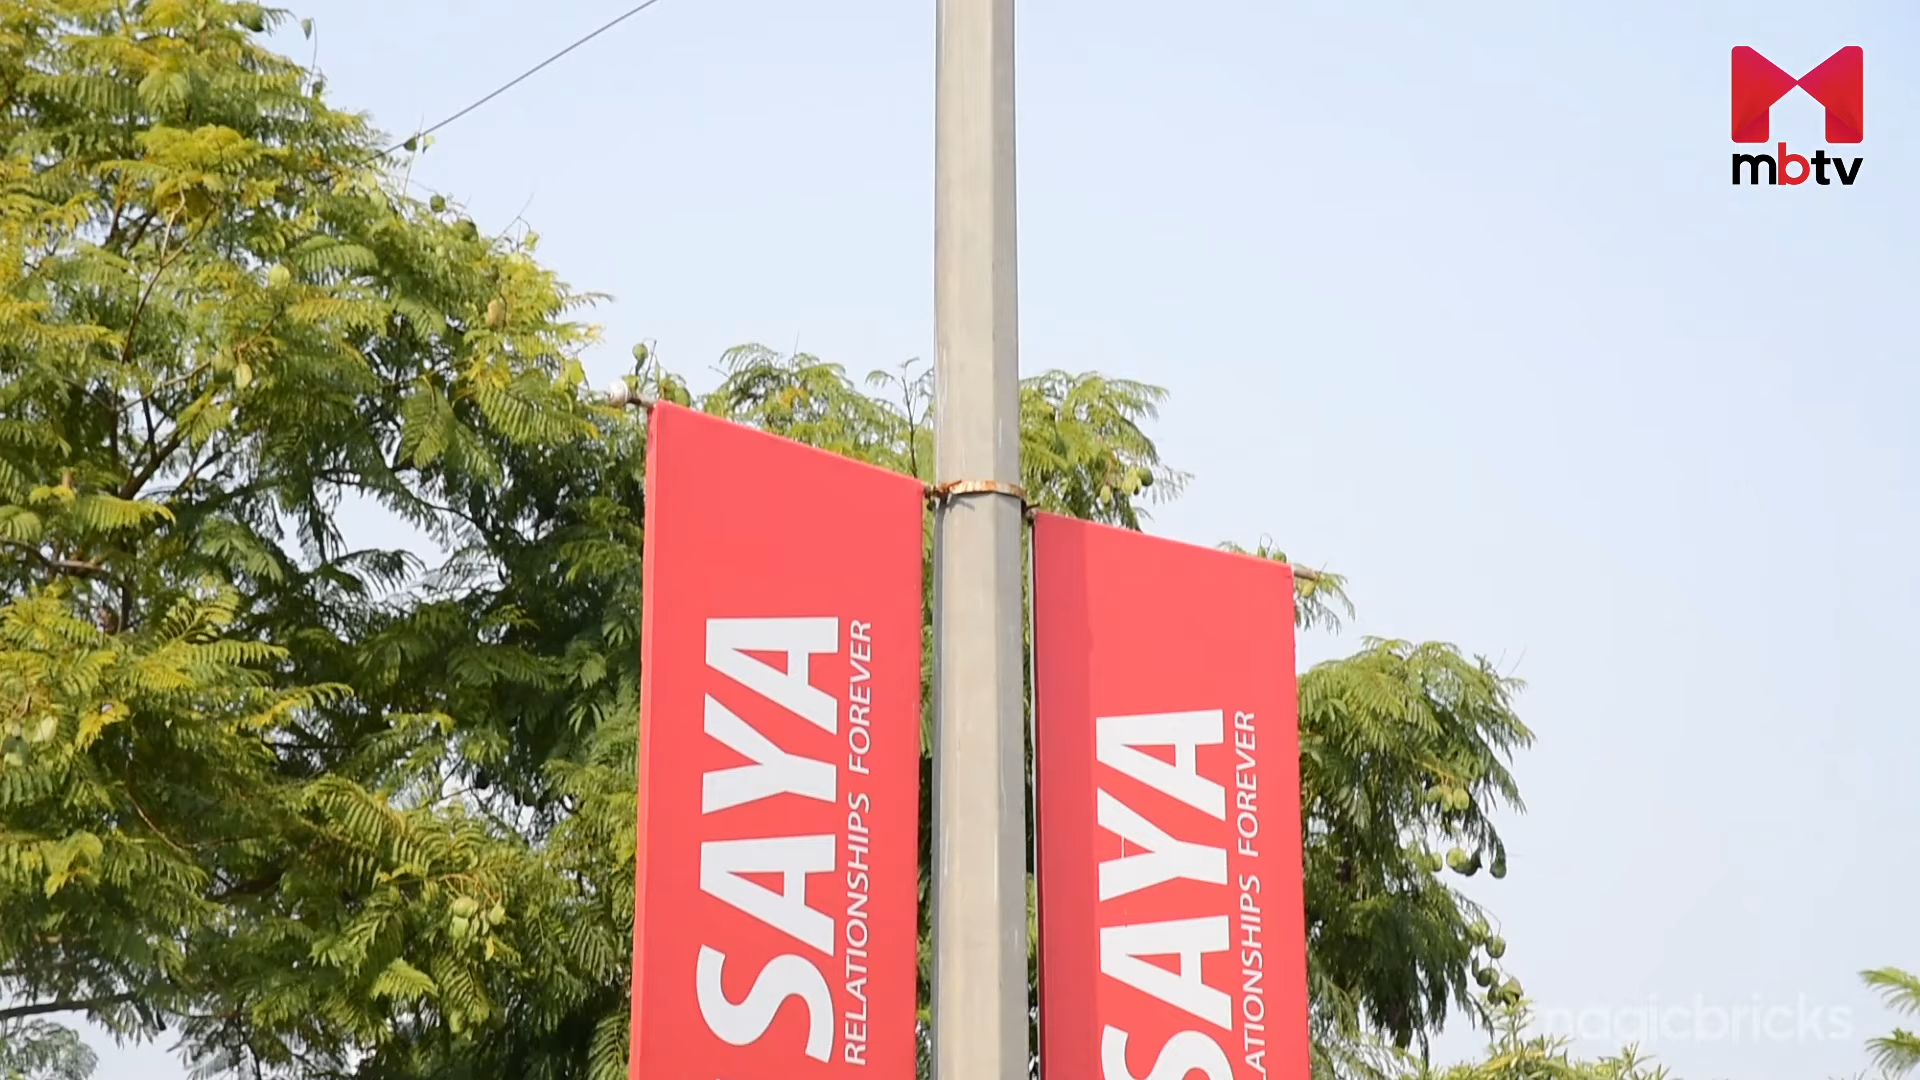 mbtv
SAYA
RELATIONSHIPS FOREVER
SAYA
LATIONSHIPS FOREVER
magicbricks